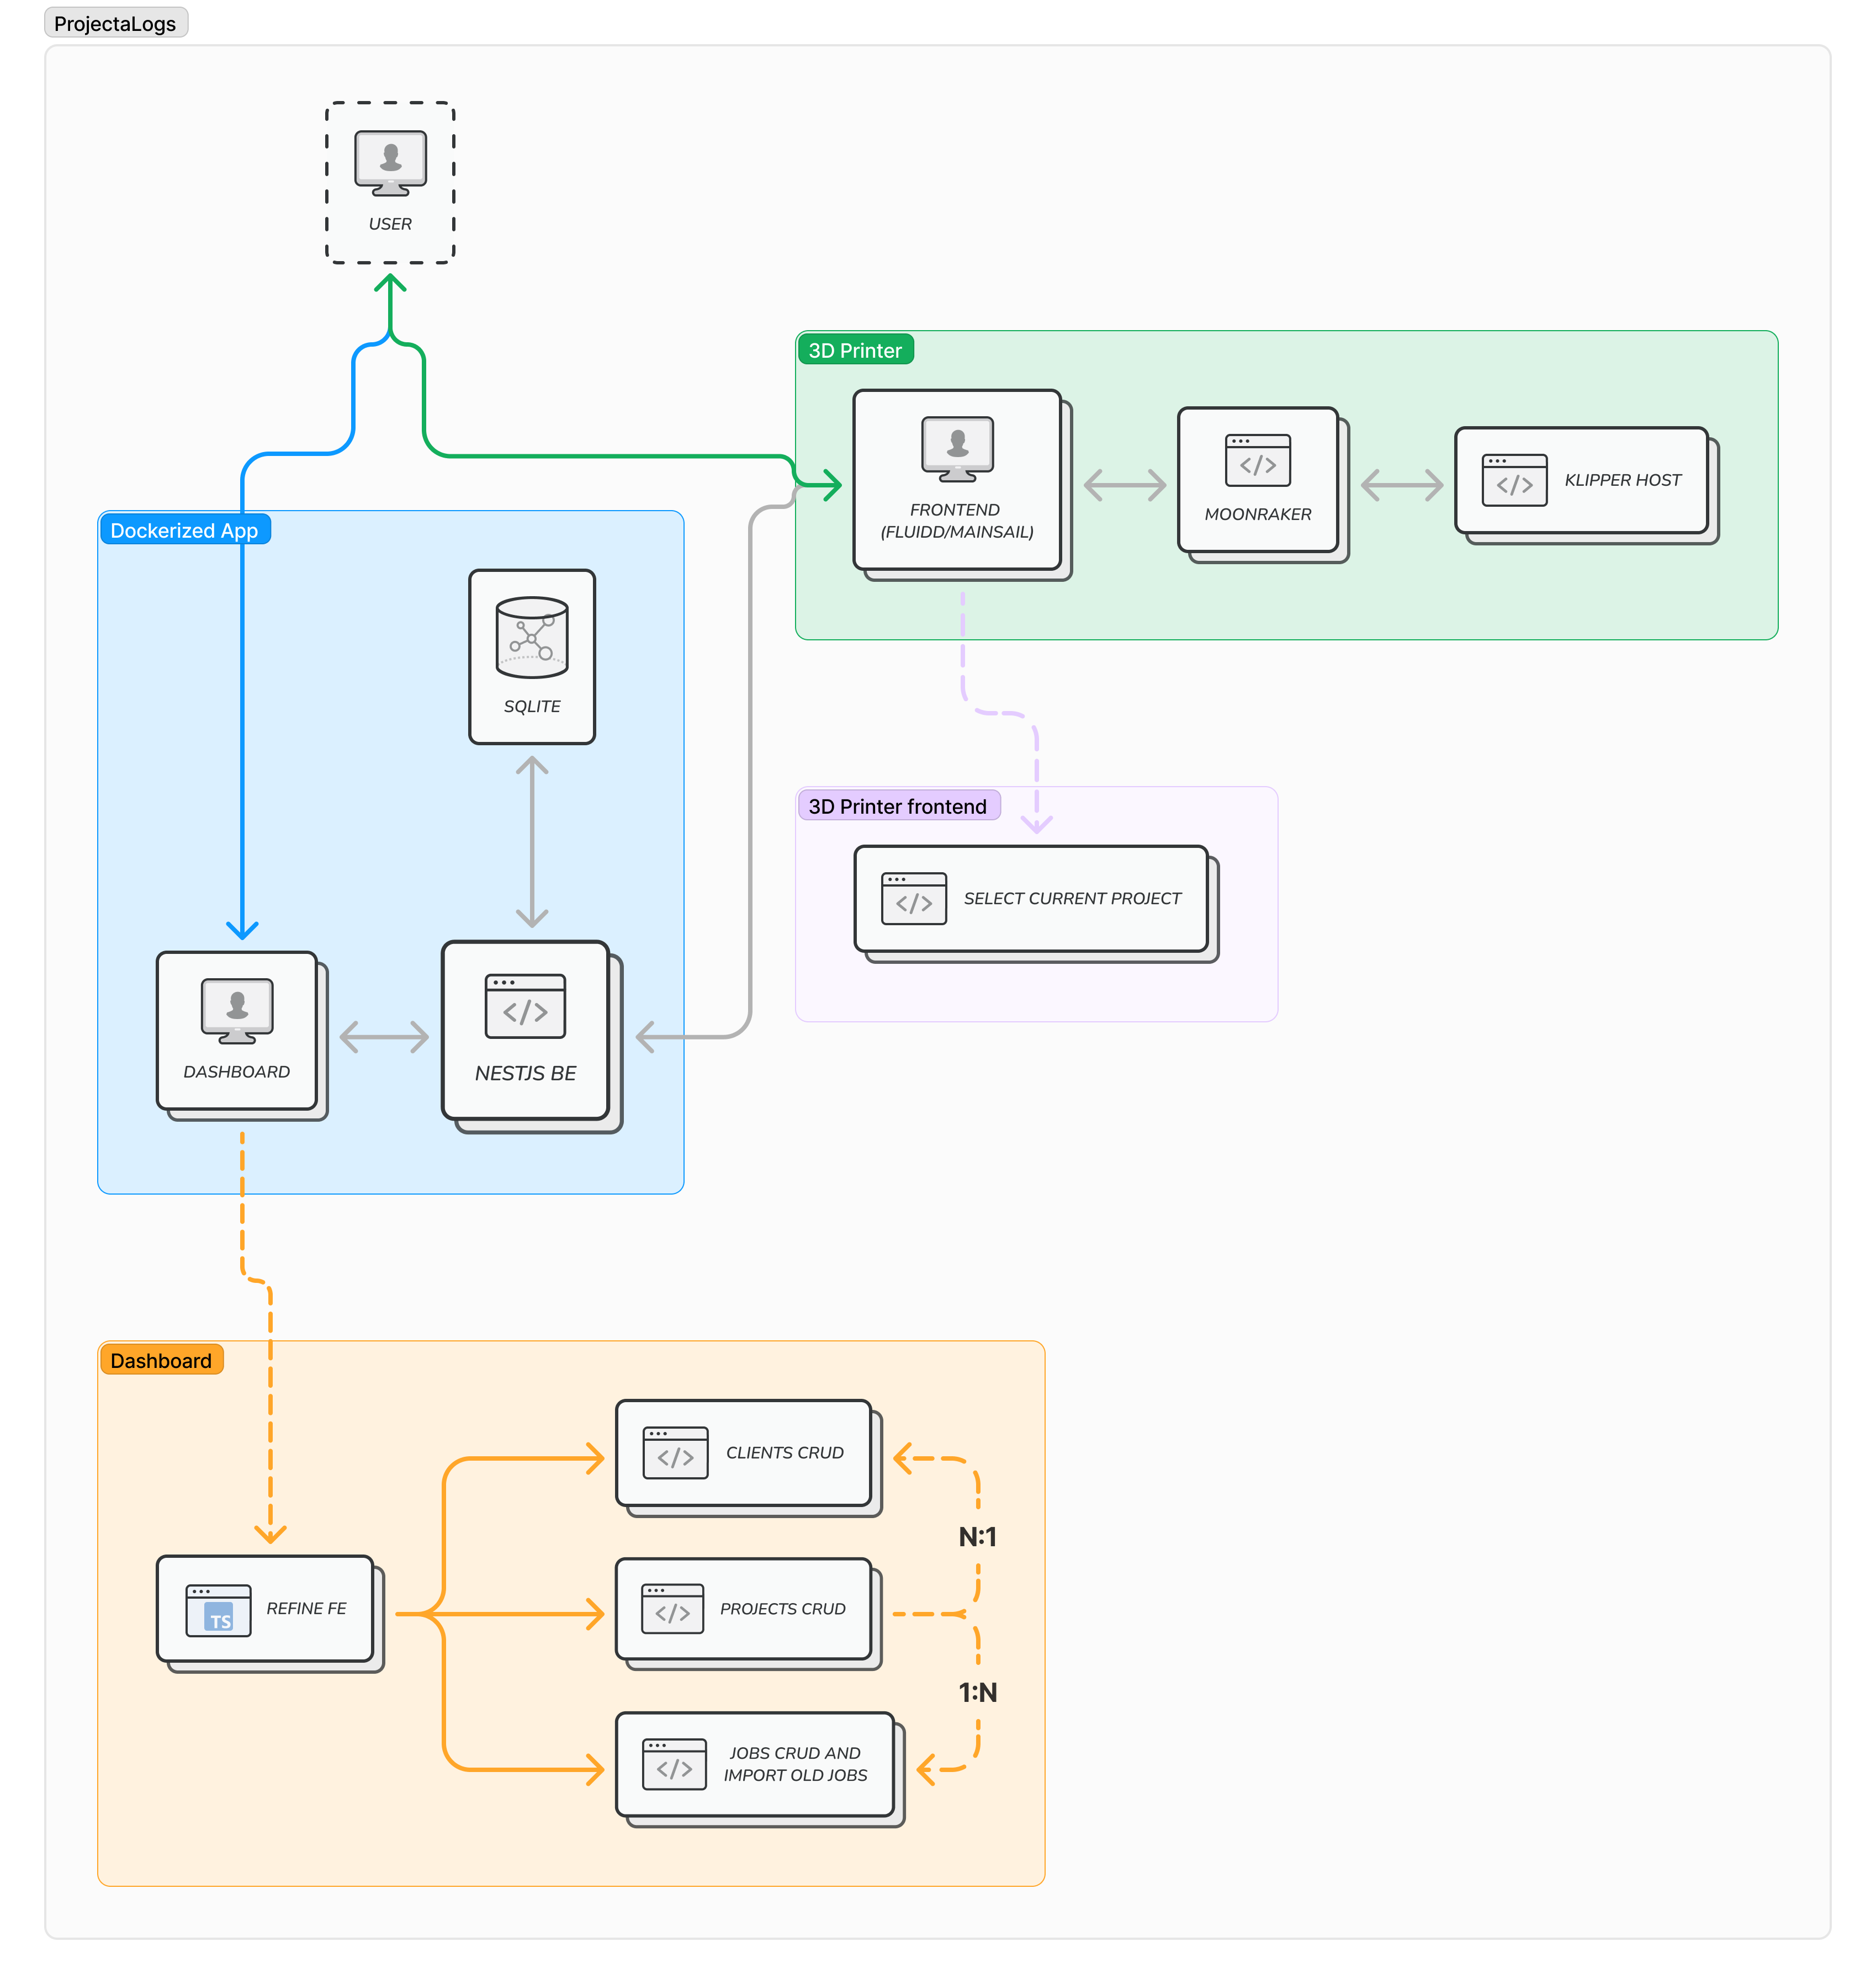 ProjectaLogs
USER
3D Printer
FRONTEND
(FLUIDD/MAINSAIL)
MOONRAKER
</>
KLIPPER HOST
</>
Dockerized App
SQLITE
3D Printer frontend
SELECT CURRENT PROJECT
</>
DASHBOARD
NESTJS BE
</>
Dashboard
CLIENTS CRUD
</>
N:1
REFINE FE
TS
PROJECTS CRUD
</>
1:N
JOBS CRUD AND
IMPORT OLD JOBS
</>